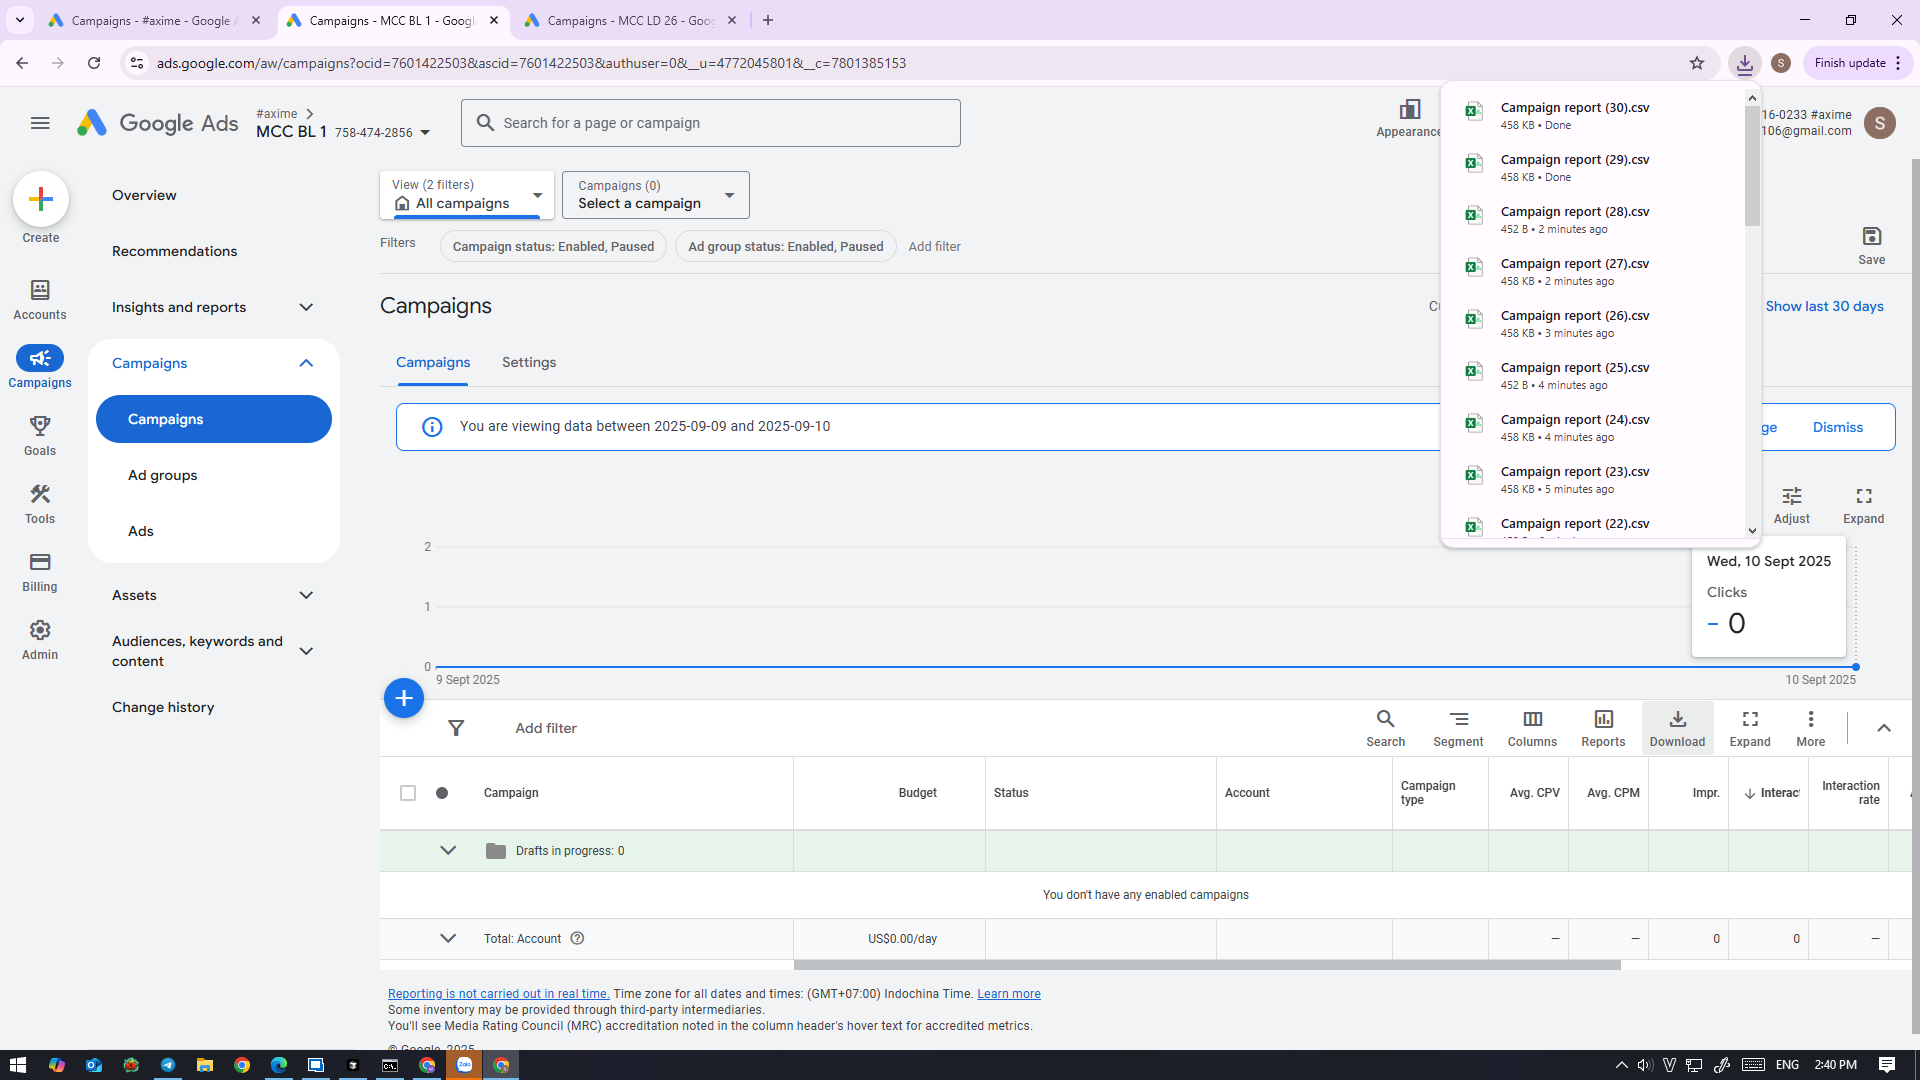 Campaigns - #axime - Google A
Campaigns - MCC BL 1 - Googl
Campaigns - MCC LD 26 - Goo
ads.google.com/aw/campaigns?ocid=7601422503&ascid=7601422503&authuser=0&__u=4772045801&__c=7801385153
S
Finish update
Google Ads
#axime
MCC BL 1 758-474-2856
Search for a page or campaign
Appearance
16-0233 #axime
106@gmail.com
S
Campaign report (30).csv
458 KB • Done
Campaign report (29).csv
458 KB • Done
Campaign report (28).csv
452 B • 2 minutes ago
Campaign report (27).csv
458 KB • 2 minutes ago
Campaign report (26).csv
458 KB • 3 minutes ago
Campaign report (25).csv
452 B • 4 minutes ago
Campaign report (24).csv
458 KB • 4 minutes ago
Campaign report (23).csv
458 KB • 5 minutes ago
Campaign report (22).csv
Create
Accounts
Campaigns
Goals
Tools
Billing
Admin
Overview
Recommendations
Insights and reports
Campaigns
Campaigns
Ad groups
Ads
Assets
Audiences, keywords and
content
Change history
View (2 filters)
All campaigns
Campaigns (0)
Select a campaign
Filters
Campaign status: Enabled, Paused
Ad group status: Enabled, Paused
Add filter
Save
Campaigns
Show last 30 days
Campaigns
Settings
You are viewing data between 2025-09-09 and 2025-09-10
ge
Dismiss
Adjust
Expand
2
1
0
9 Sept 2025
10 Sept 2025
Wed, 10 Sept 2025
Clicks
0
Add filter
Search
Segment
Columns
Reports
Download
Expand
More
Campaign
Budget
Status
Account
Campaign
type
Avg. CPV
Avg. CPM
Impr.
Interac
Interaction
rate
Drafts in progress: 0
You don't have any enabled campaigns
Total: Account
US$0.00/day
—
—
0
0
—
Reporting is not carried out in real time. Time zone for all dates and times: (GMT+07:00) Indochina Time. Learn more
Some inventory may be provided through third-party intermediaries.
You'll see Media Rating Council (MRC) accreditation noted in the column header's hover text for accredited metrics.
© Google, 2025
Zalo
ENG
2:40 PM